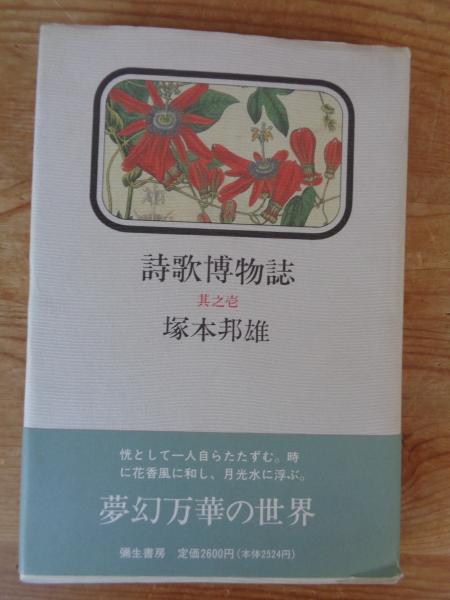 詩歌博物誌
其之壱
塚本邦雄
恍として一人自らたたずむ。時
に花香風に和し、月光水に浮ぶ。
夢幻万華の世界
彌生書房 定価2600円(本体2524円)